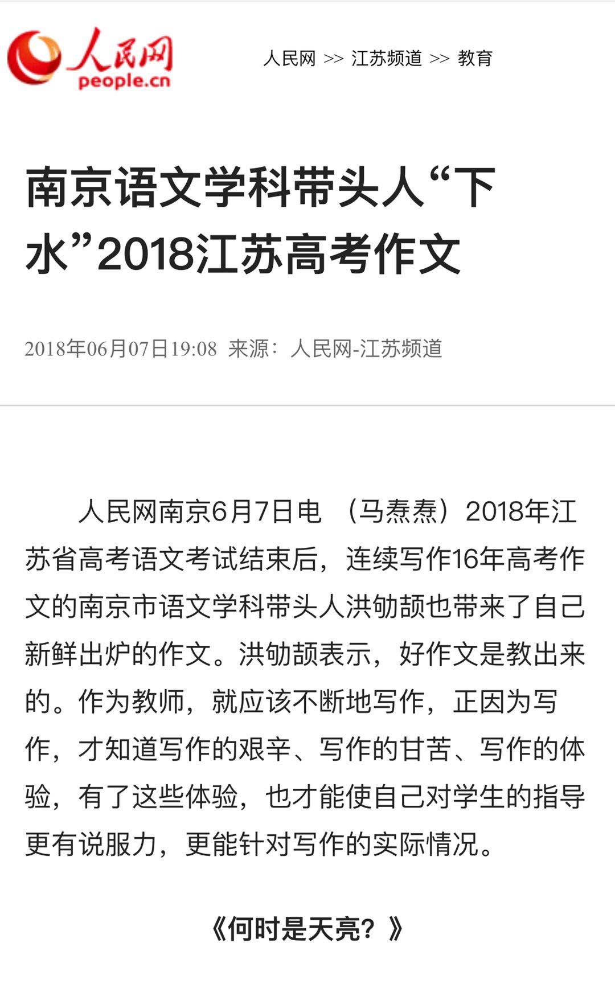 人民网
people.cn
人民网 >> 江苏频道 >> 教育
南京语文学科带头人“下
水”2018江苏高考作文
2018年06月07日19:08 来源：人民网-江苏频道
人民网南京6月7日电 （马焘焘）2018年江
苏省高考语文考试结束后，连续写作16年高考作
文的南京市语文学科带头人洪劬颉也带来了自己
新鲜出炉的作文。洪劬颉表示，好作文是教出来
的。作为教师，就应该不断地写作，正因为写
作，才知道写作的艰辛、写作的甘苦、写作的体
验，有了这些体验，也才能使自己对学生的指导
更有说服力，更能针对写作的实际情况。
《何时是天亮？》